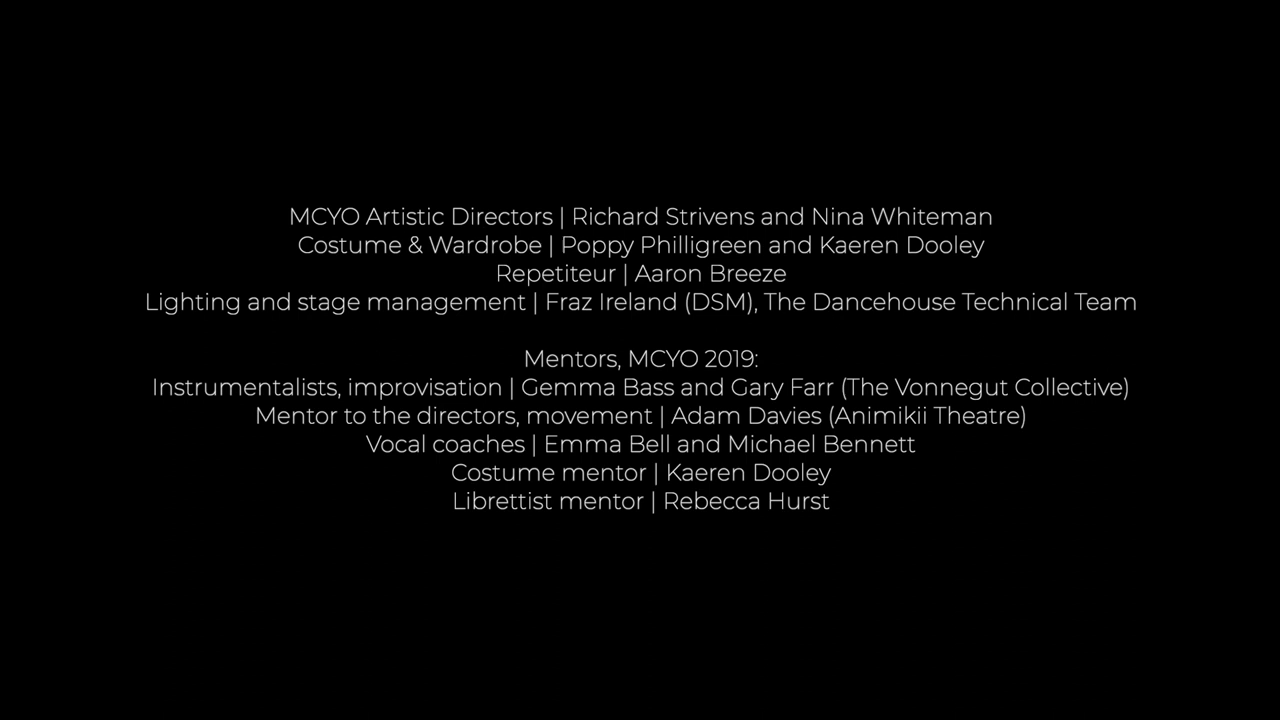 MCYO Artistic Directors | Richard Strivens and Nina Whiteman
Costume & Wardrobe | Poppy Philligreen and Kaeren Dooley
Repetiteur | Aaron Breeze
Lighting and stage management | Fraz Ireland (DSM), The Dancehouse Technical Team
Mentors, MCYO 2019:
Instrumentalists, improvisation | Gemma Bass and Gary Farr (The Vonnegut Collective)
Mentor to the directors, movement | Adam Davies (Animikii Theatre)
Vocal coaches | Emma Bell and Michael Bennett
Costume mentor | Kaeren Dooley
Librettist mentor | Rebecca Hurst